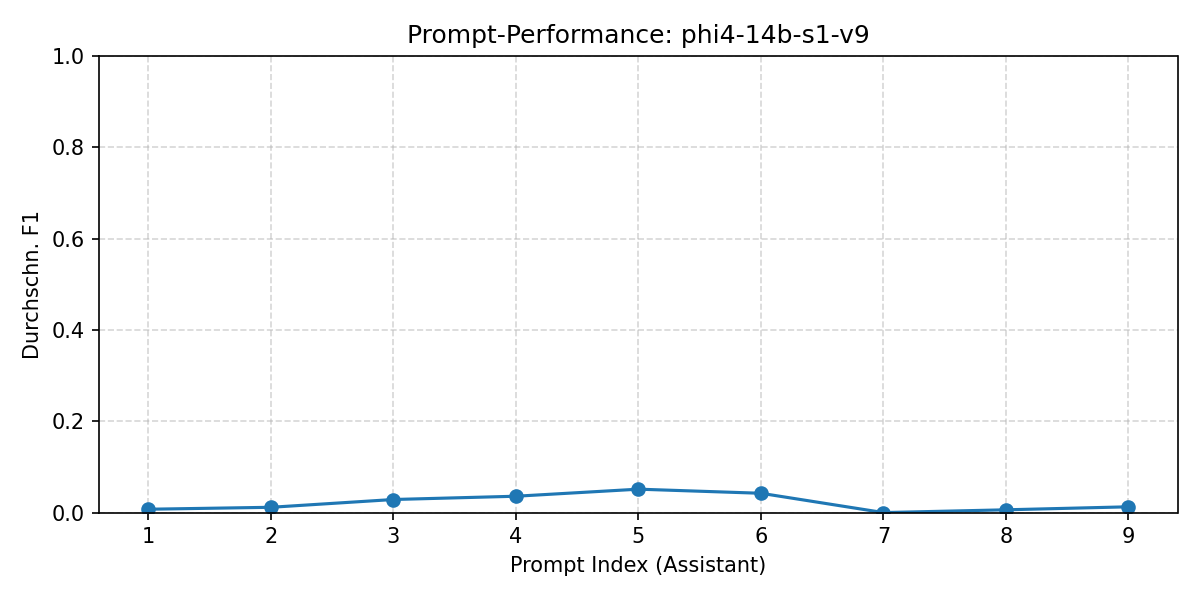 Prompt-Performance: phi4-14b-s1-v9
1.0
0.8
0.6
0.4
0.2
0.0
Durchschn. F1
1 2 3 4 5 6 7 8 9
Prompt Index (Assistant)